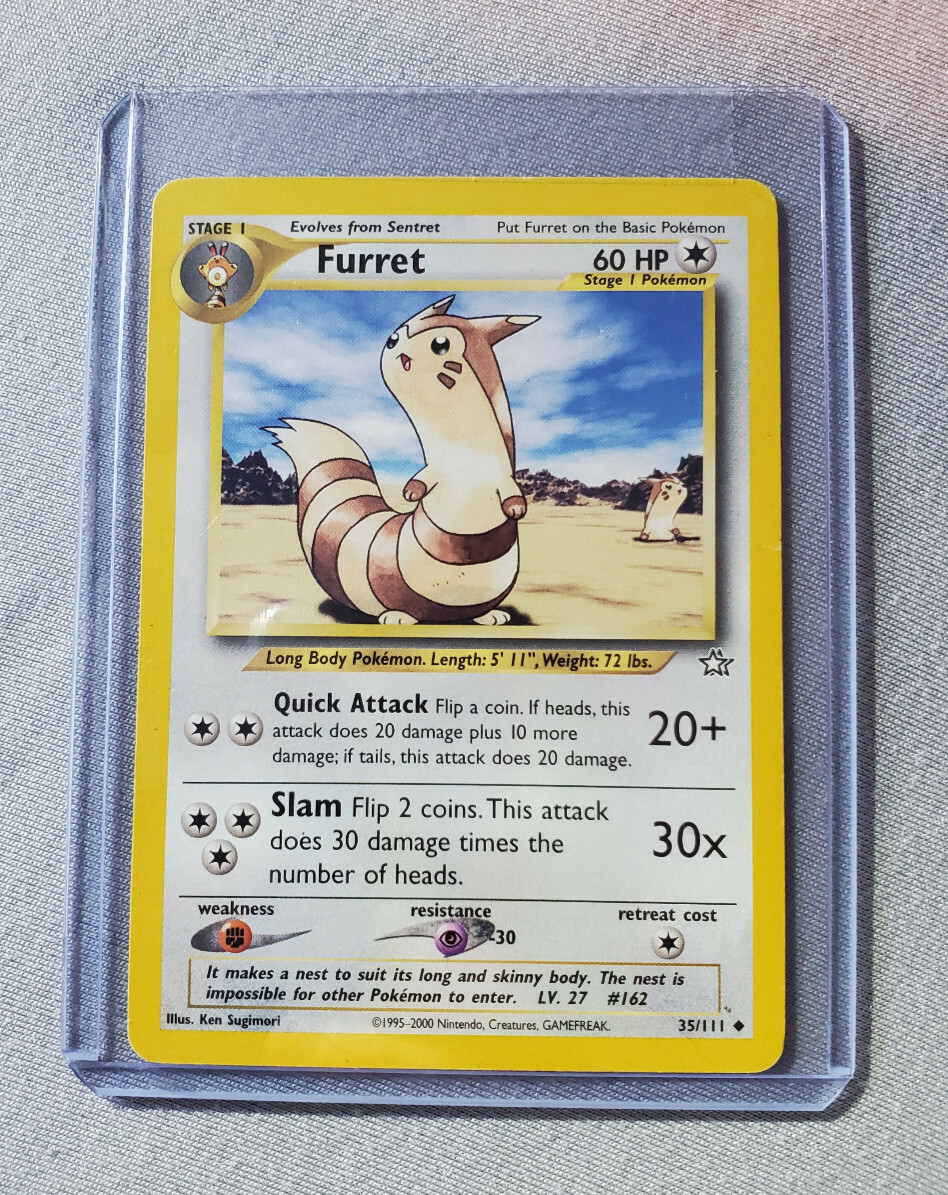 STAGE 1
Evolves from Sentret
Put Furret on the Basic Pokémon
Furret
60 HP
Stage 1 Pokémon
Long Body Pokémon. Length: 5' 11", Weight: 72 lbs.
Quick Attack Flip a coin. If heads, this
attack does 20 damage plus 10 more
damage; if tails, this attack does 20 damage.
20+
Slam Flip 2 coins. This attack
does 30 damage times the
number of heads.
30x
weakness
resistance
retreat cost
-30
It makes a nest to suit its long and skinny body. The nest is
impossible for other Pokémon to enter. LV. 27 #162
Illus. Ken Sugimori
©1995–2000 Nintendo, Creatures, GAMEFREAK.
35/111 ◆